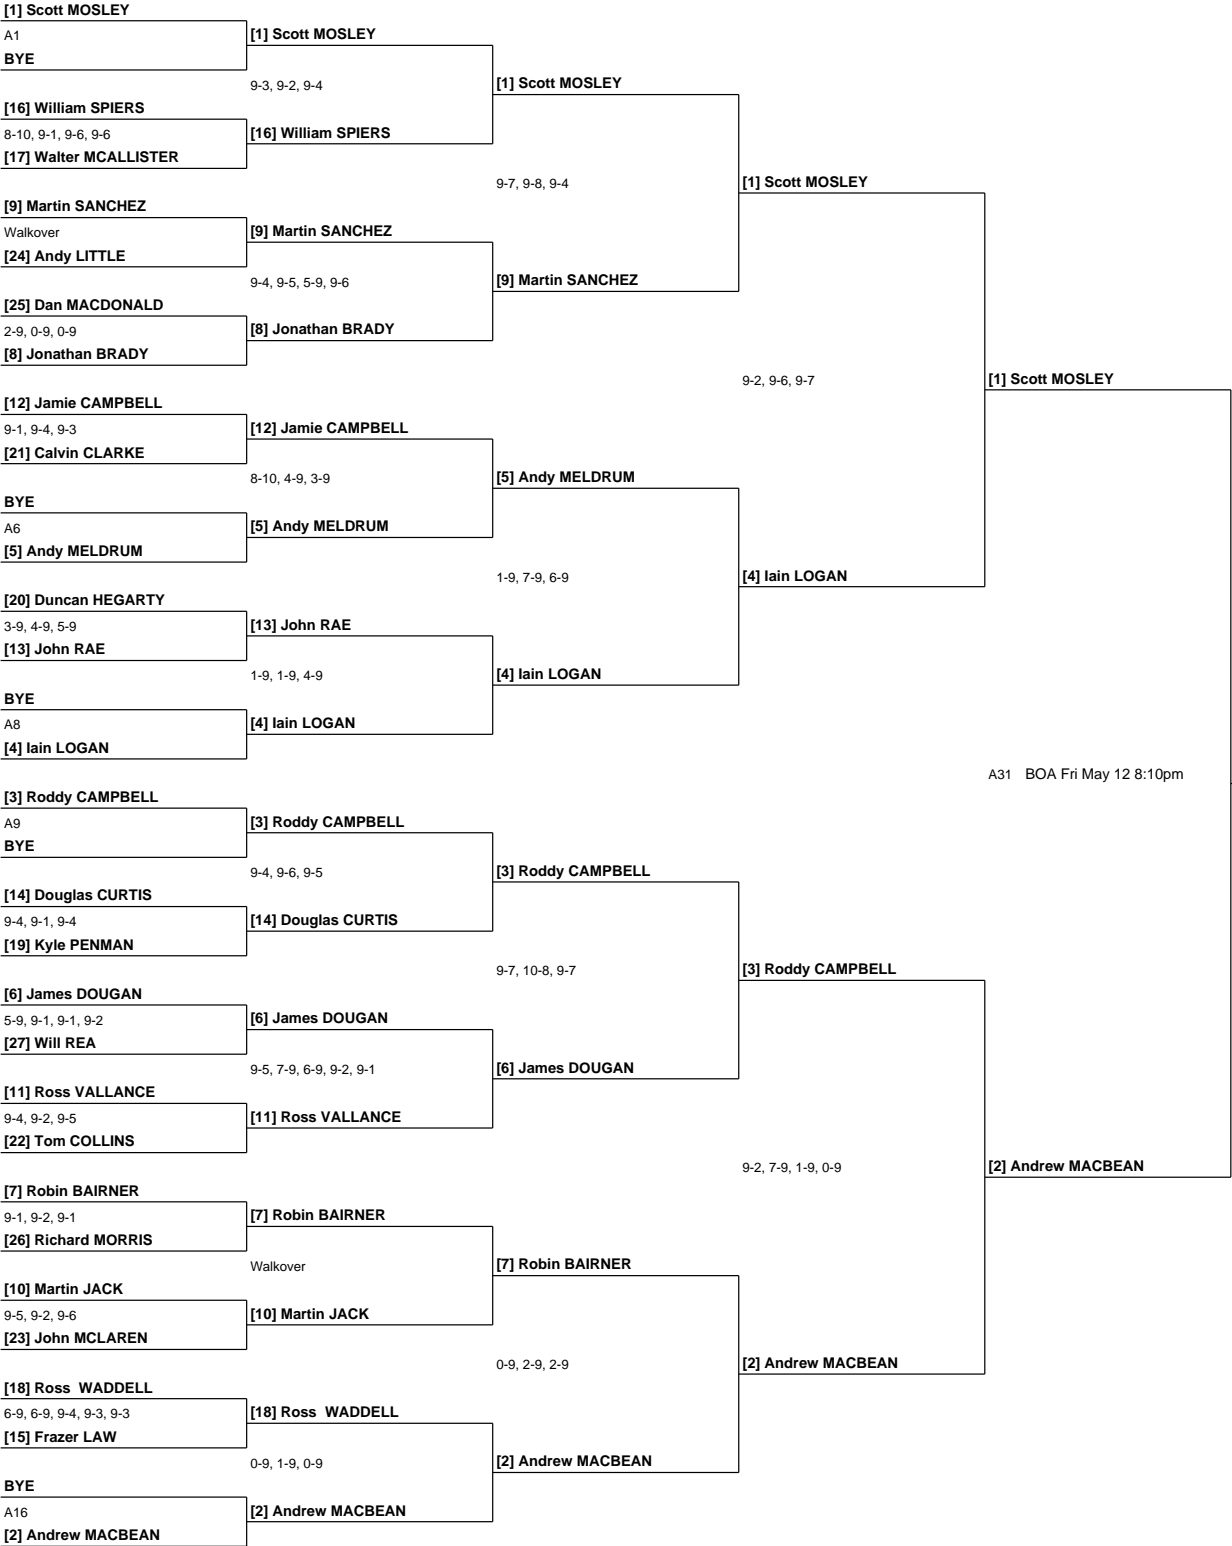 [1] Scott MOSLEY
A1
BYE
[16] William SPIERS
8-10, 9-1, 9-6, 9-6
[17] Walter MCALLISTER
[9] Martin SANCHEZ
Walkover
[24] Andy LITTLE
[25] Dan MACDONALD
2-9, 0-9, 0-9
[8] Jonathan BRADY
[12] Jamie CAMPBELL
9-1, 9-4, 9-3
[21] Calvin CLARKE
BYE
A6
[5] Andy MELDRUM
[20] Duncan HEGARTY
3-9, 4-9, 5-9
[13] John RAE
BYE
A8
[4] Iain LOGAN
[3] Roddy CAMPBELL
A9
BYE
[14] Douglas CURTIS
9-4, 9-1, 9-4
[19] Kyle PENMAN
[6] James DOUGAN
5-9, 9-1, 9-1, 9-2
[27] Will REA
[11] Ross VALLANCE
9-4, 9-2, 9-5
[22] Tom COLLINS
[7] Robin BAIRNER
9-1, 9-2, 9-1
[26] Richard MORRIS
[10] Martin JACK
9-5, 9-2, 9-6
[23] John MCLAREN
[18] Ross WADDELL
6-9, 6-9, 9-4, 9-3, 9-3
[15] Frazer LAW
BYE
A16
[2] Andrew MACBEAN
[1] Scott MOSLEY
9-3, 9-2, 9-4
[16] William SPIERS
[9] Martin SANCHEZ
9-4, 9-5, 5-9, 9-6
[8] Jonathan BRADY
[12] Jamie CAMPBELL
8-10, 4-9, 3-9
[5] Andy MELDRUM
[13] John RAE
1-9, 1-9, 4-9
[4] Iain LOGAN
[3] Roddy CAMPBELL
9-4, 9-6, 9-5
[14] Douglas CURTIS
[6] James DOUGAN
9-5, 7-9, 6-9, 9-2, 9-1
[11] Ross VALLANCE
[7] Robin BAIRNER
Walkover
[10] Martin JACK
[18] Ross WADDELL
0-9, 1-9, 0-9
[2] Andrew MACBEAN
[1] Scott MOSLEY
9-7, 9-8, 9-4
[9] Martin SANCHEZ
[5] Andy MELDRUM
1-9, 7-9, 6-9
[4] Iain LOGAN
[3] Roddy CAMPBELL
9-7, 10-8, 9-7
[6] James DOUGAN
[7] Robin BAIRNER
0-9, 2-9, 2-9
[2] Andrew MACBEAN
[1] Scott MOSLEY
9-2, 9-6, 9-7
[4] Iain LOGAN
[3] Roddy CAMPBELL
9-2, 7-9, 1-9, 0-9
[2] Andrew MACBEAN
[1] Scott MOSLEY
A31 BOA Fri May 12 8:10pm
[2] Andrew MACBEAN